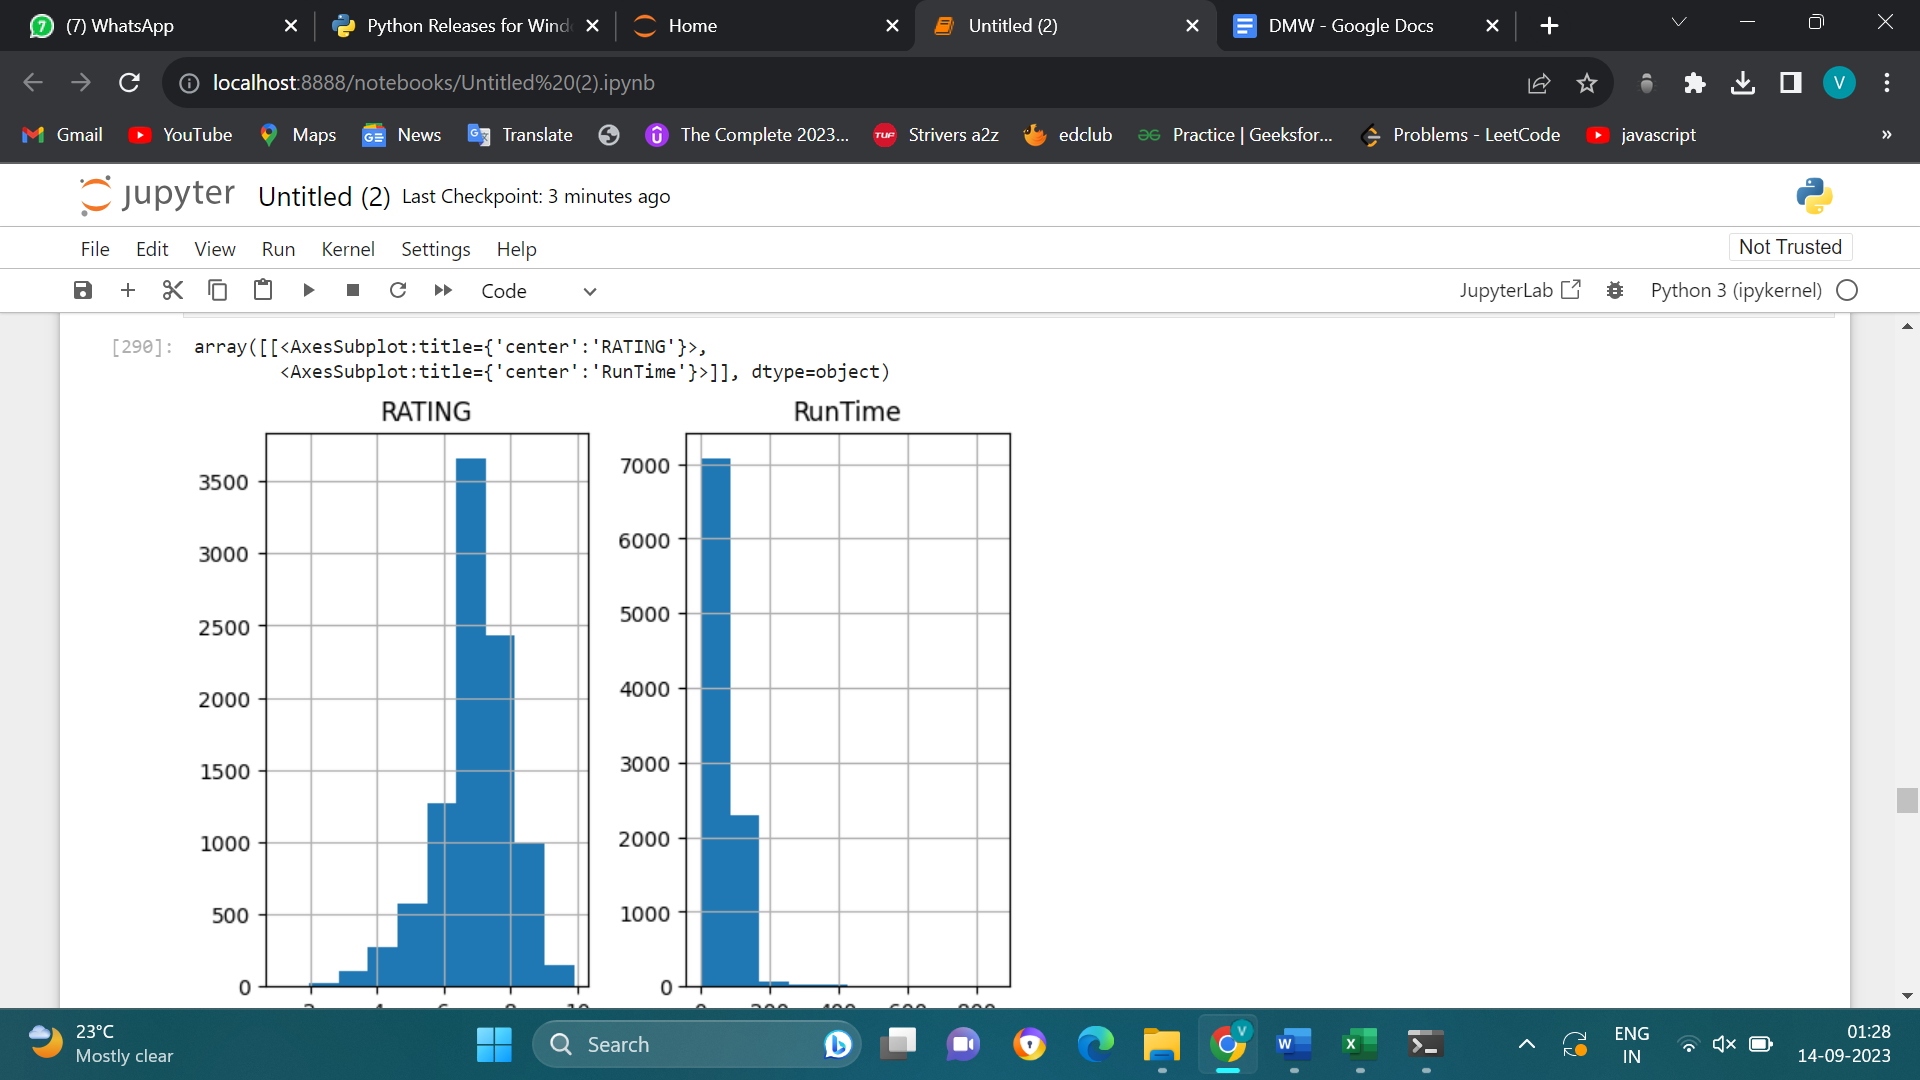 (7) WhatsApp
Python Releases for Wind
Home
Untitled (2)
DMW - Google Docs
localhost:8888/notebooks/Untitled%20(2).ipynb
V
Gmail
YouTube
Maps
News
Translate
The Complete 2023...
Strivers a2z
edclub
Practice | Geeksfor...
Problems - LeetCode
javascript
»
jupyter Untitled (2) Last Checkpoint: 3 minutes ago
File Edit View Run Kernel Settings Help
Not Trusted
Code
JupyterLab
Python 3 (ipykernel)
[290]: array([[<AxesSubplot:title={'center':'RATING'}>,
<AxesSubplot:title={'center':'RunTime'}>]], dtype=object)
RATING
3500
3000
2500
2000
1500
1000
500
0
RunTime
7000
6000
5000
4000
3000
2000
1000
0
23°C
Mostly clear
Search
ENG
IN
01:28
14-09-2023